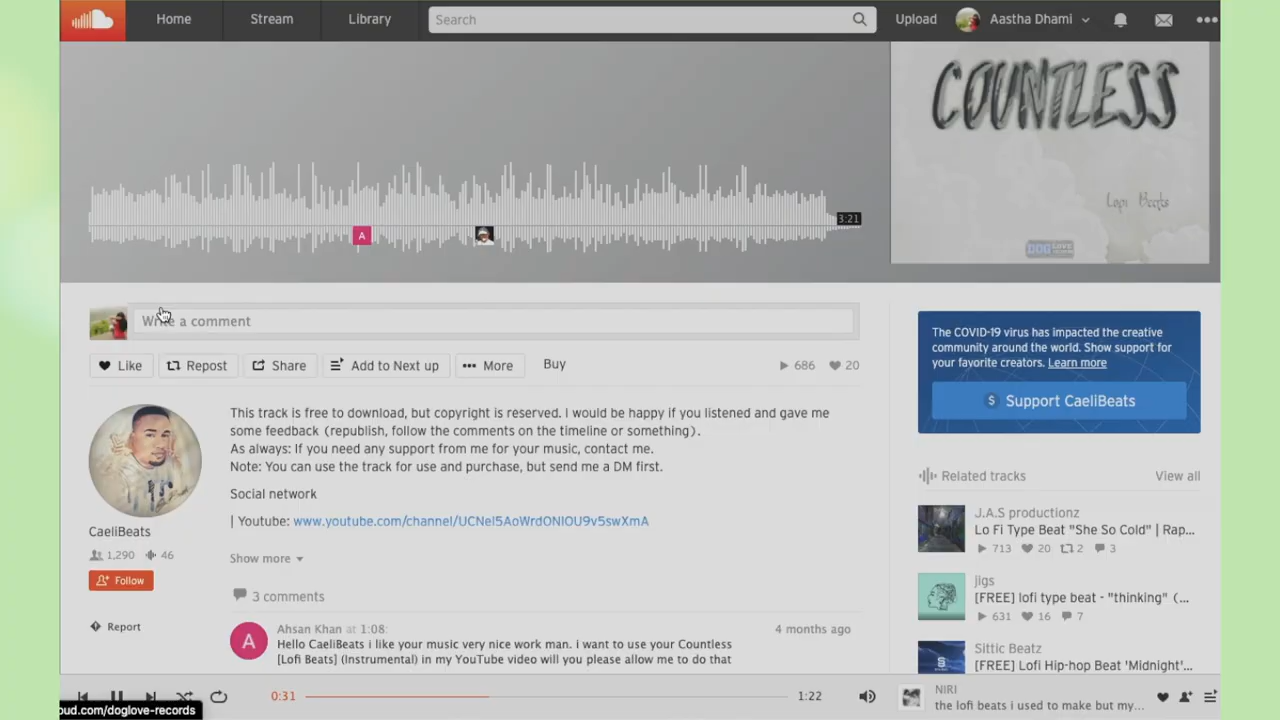 Home
Stream
Library
Search
Upload
Aastha Dhami
COUNTLESS
Lofi Beats
DOG LOVE
3:21
A
Write a comment
Like
Repost
Share
Add to Next up
More
Buy
686
20
This track is free to download, but copyright is reserved. I would be happy if you listened and gave me
some feedback (republish, follow the comments on the timeline or something).
As always: If you need any support from me for your music, contact me.
Note: You can use the track for use and purchase, but send me a DM first.
Social network
| Youtube: www.youtube.com/channel/UCNel5AoWrdONIOU9v5swXmA
Show more
CaeliBeats
1,290
46
Follow
Report
3 comments
A
Ahsan Khan at 1:08:
4 months ago
Hello CaeliBeats i like your music very nice work man. i want to use your Countless
[Lofi Beats] (Instrumental) in my YouTube video will you please allow me to do that
The COVID-19 virus has impacted the creative
community around the world. Show support for
your favorite creators. Learn more
$ Support CaeliBeats
Related tracks
View all
J.A.S productionz
Lo Fi Type Beat "She So Cold" | Rap...
713 20 2 3
jigs
[FREE] lofi type beat - "thinking" (...
631 16 7
Sittic Beatz
[FREE] Lofi Hip-hop Beat 'Midnight'...
0:31
1:22
NIRI
the lofi beats i used to make but my...
oud.com/doglove-records